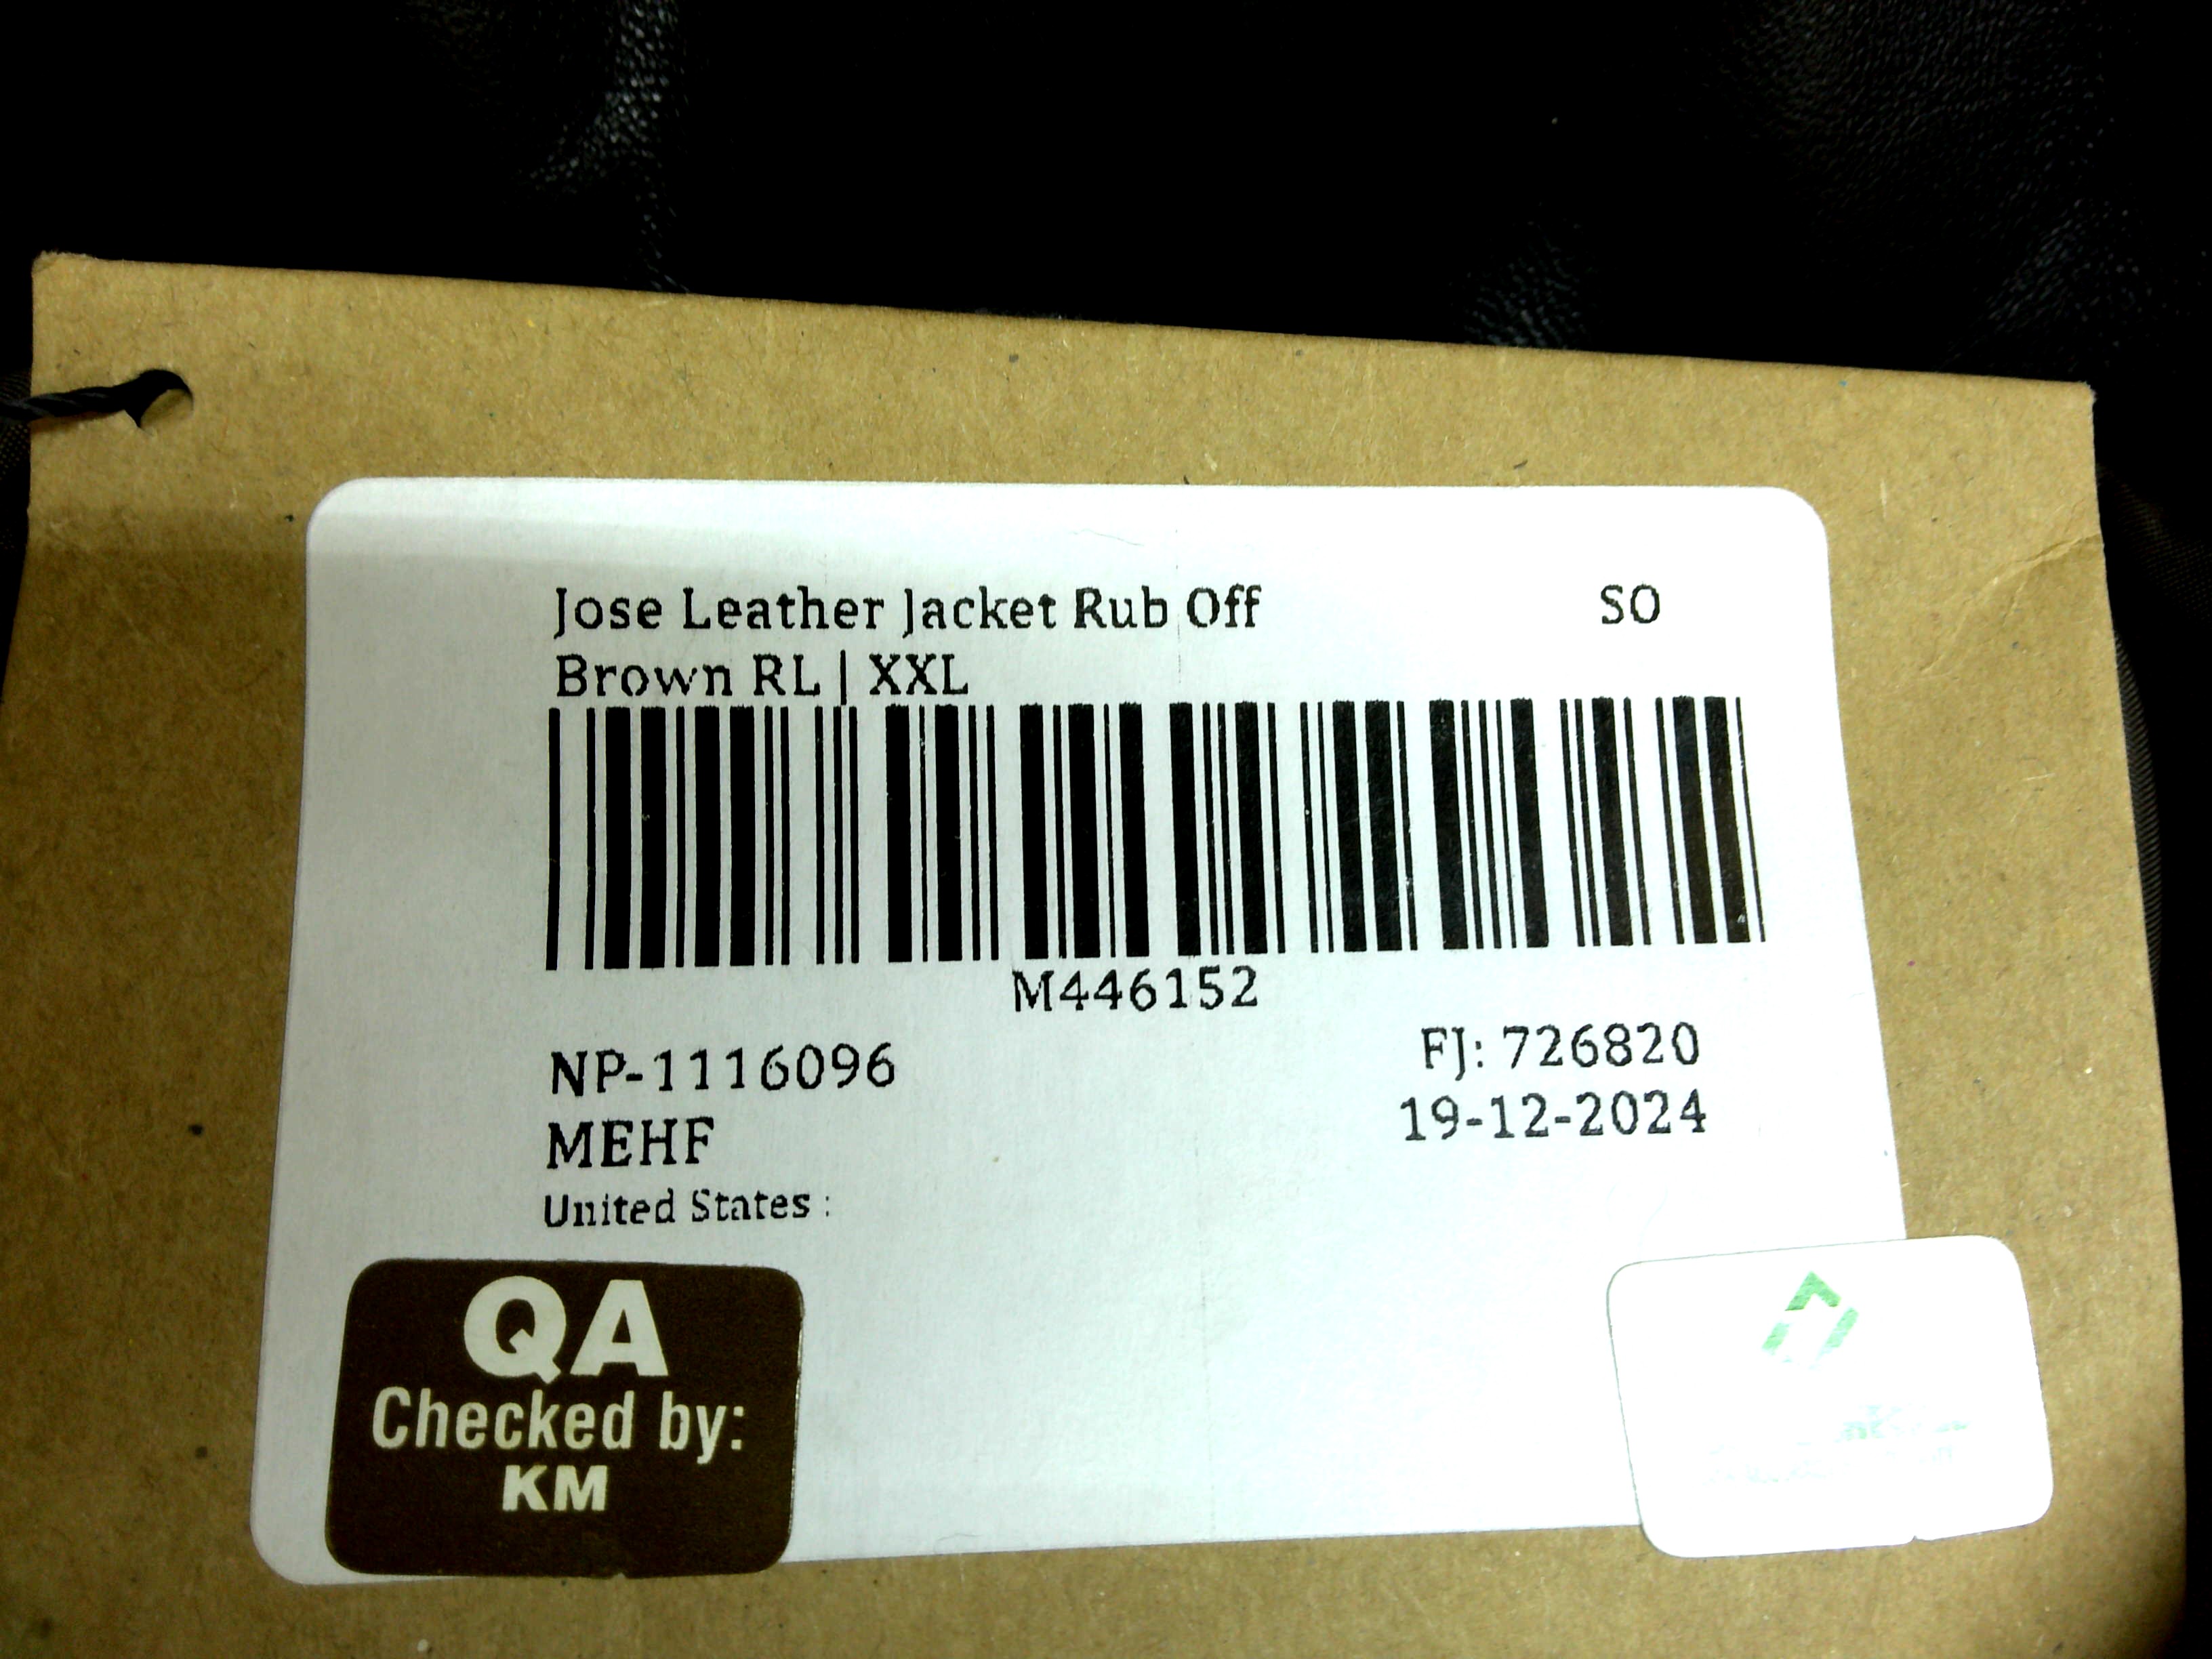 Jose Leather Jacket Rub Off SO
Brown RL | XXL
M446152
NP-1116096 FJ: 726820
MEHF 19-12-2024
United States :
QA
Checked by:
KM